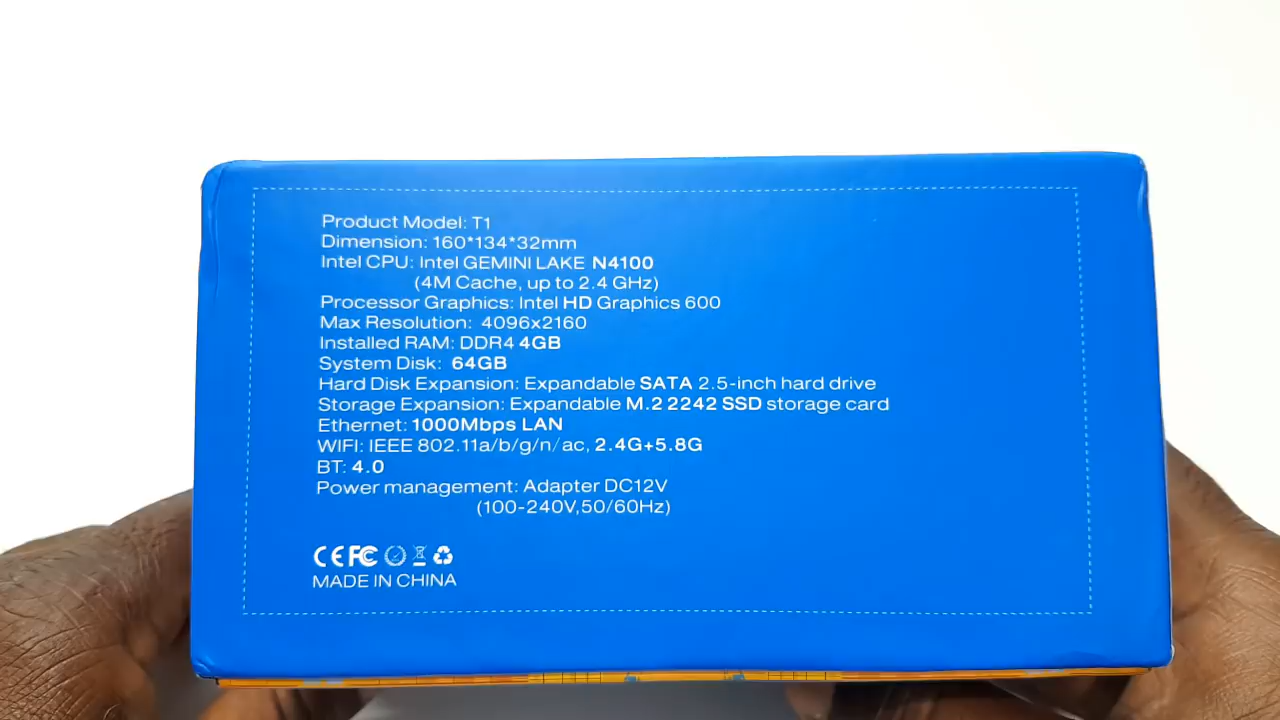 Product Model: T1
Dimension: 160*134*32mm
Intel CPU: Intel GEMINI LAKE N4100
(4M Cache, up to 2.4 GHz)
Processor Graphics: Intel HD Graphics 600
Max Resolution: 4096x2160
Installed RAM: DDR4 4GB
System Disk: 64GB
Hard Disk Expansion: Expandable SATA 2.5-inch hard drive
Storage Expansion: Expandable M.2 2242 SSD storage card
Ethernet: 1000Mbps LAN
WIFI: IEEE 802.11a/b/g/n/ac, 2.4G+5.8G
BT: 4.0
Power management: Adapter DC12V
(100-240V,50/60Hz)
CE FC
MADE IN CHINA